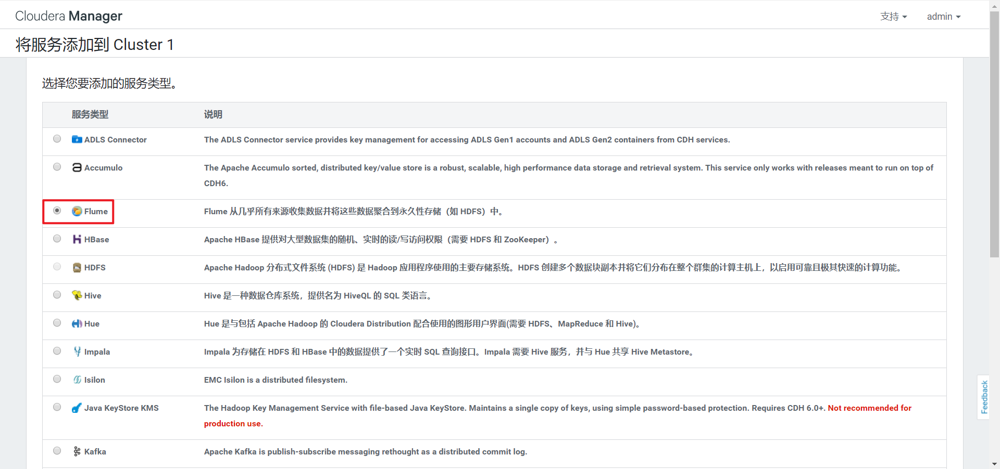 Cloudera Manager
支持 admin
将服务添加到 Cluster 1
选择您要添加的服务类型。
服务类型 说明
ADLS Connector The ADLS Connector service provides key management for accessing ADLS Gen1 accounts and ADLS Gen2 containers from CDH services.
Accumulo The Apache Accumulo sorted, distributed key/value store is a robust, scalable, high performance data storage and retrieval system. This service only works with releases meant to run on top of
CDH6.
Flume Flume 从几乎所有来源收集数据并将这些数据聚合到永久性存储（如 HDFS）中。
HBase Apache HBase 提供对大型数据集的随机、实时的读/写访问权限（需要 HDFS 和 ZooKeeper）。
HDFS Apache Hadoop 分布式文件系统 (HDFS) 是 Hadoop 应用程序使用的主要存储系统。HDFS 创建多个数据块副本并将它们分布在整个群集的计算主机上，以启用可靠且极其快速的计算功能。
Hive Hive 是一种数据仓库系统，提供名为 HiveQL 的 SQL 类语言。
Hue Hue 是与包括 Apache Hadoop 的 Cloudera Distribution 配合使用的图形用户界面(需要 HDFS、MapReduce 和 Hive)。
Impala Impala 为存储在 HDFS 和 HBase 中的数据提供了一个实时 SQL 查询接口。Impala 需要 Hive 服务，并与 Hue 共享 Hive Metastore。
Isilon EMC Isilon is a distributed filesystem.
Java KeyStore KMS The Hadoop Key Management Service with file-based Java KeyStore. Maintains a single copy of keys, using simple password-based protection. Requires CDH 6.0+. Not recommended for
production use.
Kafka Apache Kafka is publish-subscribe messaging rethought as a distributed commit log.
Feedback